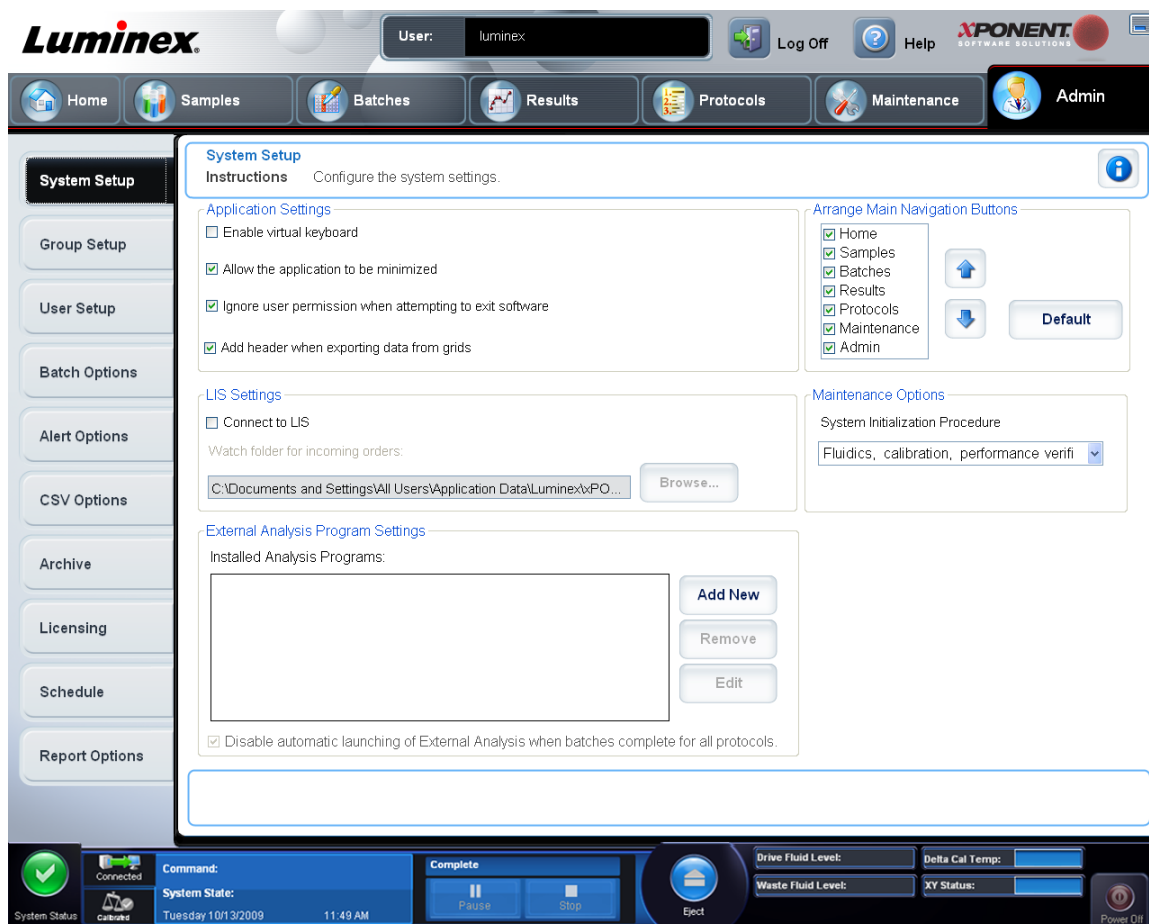 Luminex.
User: luminex
Log Off
Help
XPONENT.
SOFTWARE SOLUTIONS
Home
Samples
Batches
Results
Protocols
Maintenance
Admin
System Setup
Group Setup
User Setup
Batch Options
Alert Options
CSV Options
Archive
Licensing
Schedule
Report Options
System Setup
Instructions Configure the system settings.
Application Settings
Enable virtual keyboard
Allow the application to be minimized
Ignore user permission when attempting to exit software
Add header when exporting data from grids
Arrange Main Navigation Buttons
Home
Samples
Batches
Results
Protocols
Maintenance
Admin
Default
LIS Settings
Connect to LIS
Watch folder for incoming orders:
C:\Documents and Settings\All Users\Application Data\Luminex\xPO...
Browse...
Maintenance Options
System Initialization Procedure
Fluidics, calibration, performance verifi
External Analysis Program Settings
Installed Analysis Programs:
Add New
Remove
Edit
Disable automatic launching of External Analysis when batches complete for all protocols.
System Status
Connected
Calibrated
Command:
System State:
Tuesday 10/13/2009 11:49 AM
Complete
Pause
Stop
Eject
Drive Fluid Level:
Waste Fluid Level:
Delta Cal Temp:
XY Status:
Power Off